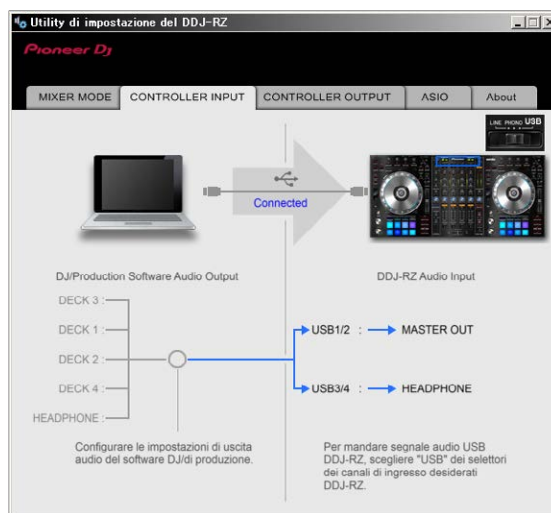 Utility di impostazione del DDJ-RZ
Pioneer Dj
MIXER MODE
CONTROLLER INPUT
CONTROLLER OUTPUT
ASIO
About
LINE PHONO USB
Connected
DJ/Production Software Audio Output
DDJ-RZ Audio Input
DECK 3 :
DECK 1 :
DECK 2 :
DECK 4 :
HEADPHONE :
USB1/2 : MASTER OUT
USB3/4 : HEADPHONE
Configurare le impostazioni di uscita
audio del software DJ/di produzione.
Per mandare segnale audio USB
DDJ-RZ, scegliere "USB" dei selettori
dei canali di ingresso desiderati
DDJ-RZ.